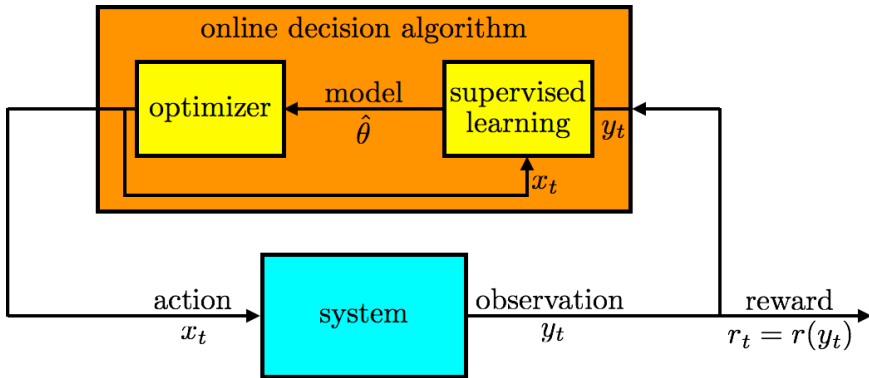 online decision algorithm
optimizer
model
θ̂
supervised
learning
y_t
x_t
action
x_t
system
observation
y_t
reward
r_t = r(y_t)